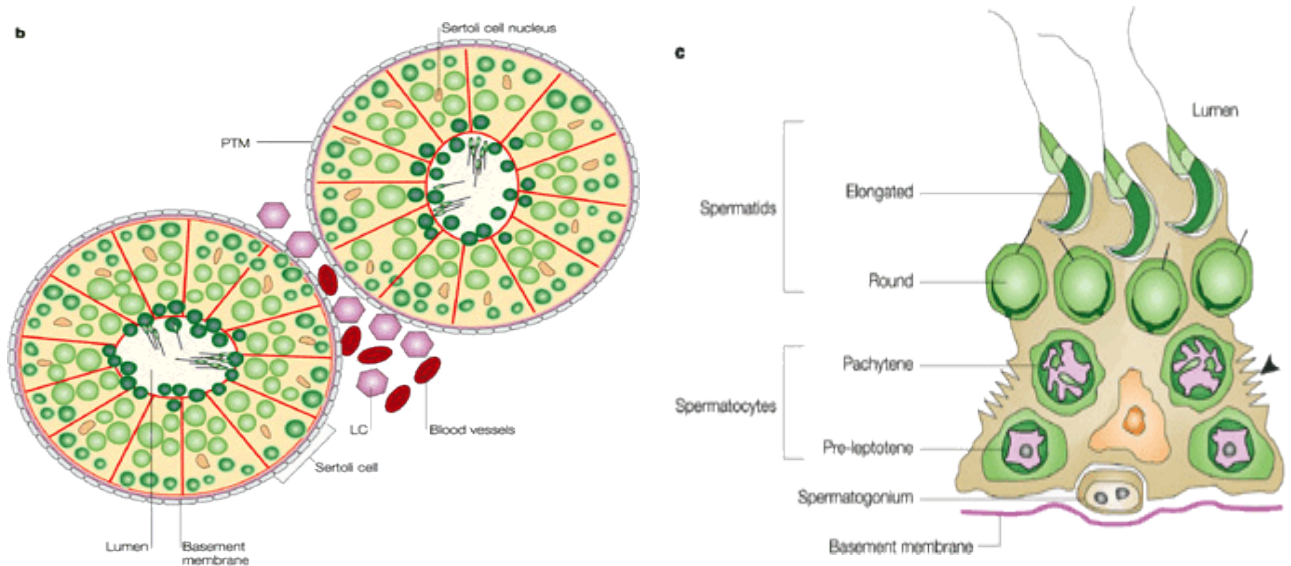 b
Sertoli cell nucleus
PTM
LC
Blood vessels
Sertoli cell
Lumen
Basement
membrane
c
Lumen
Elongated
Spermatids
Round
Pachytene
Spermatocytes
Pre-leptotene
Spermatogonium
Basement membrane